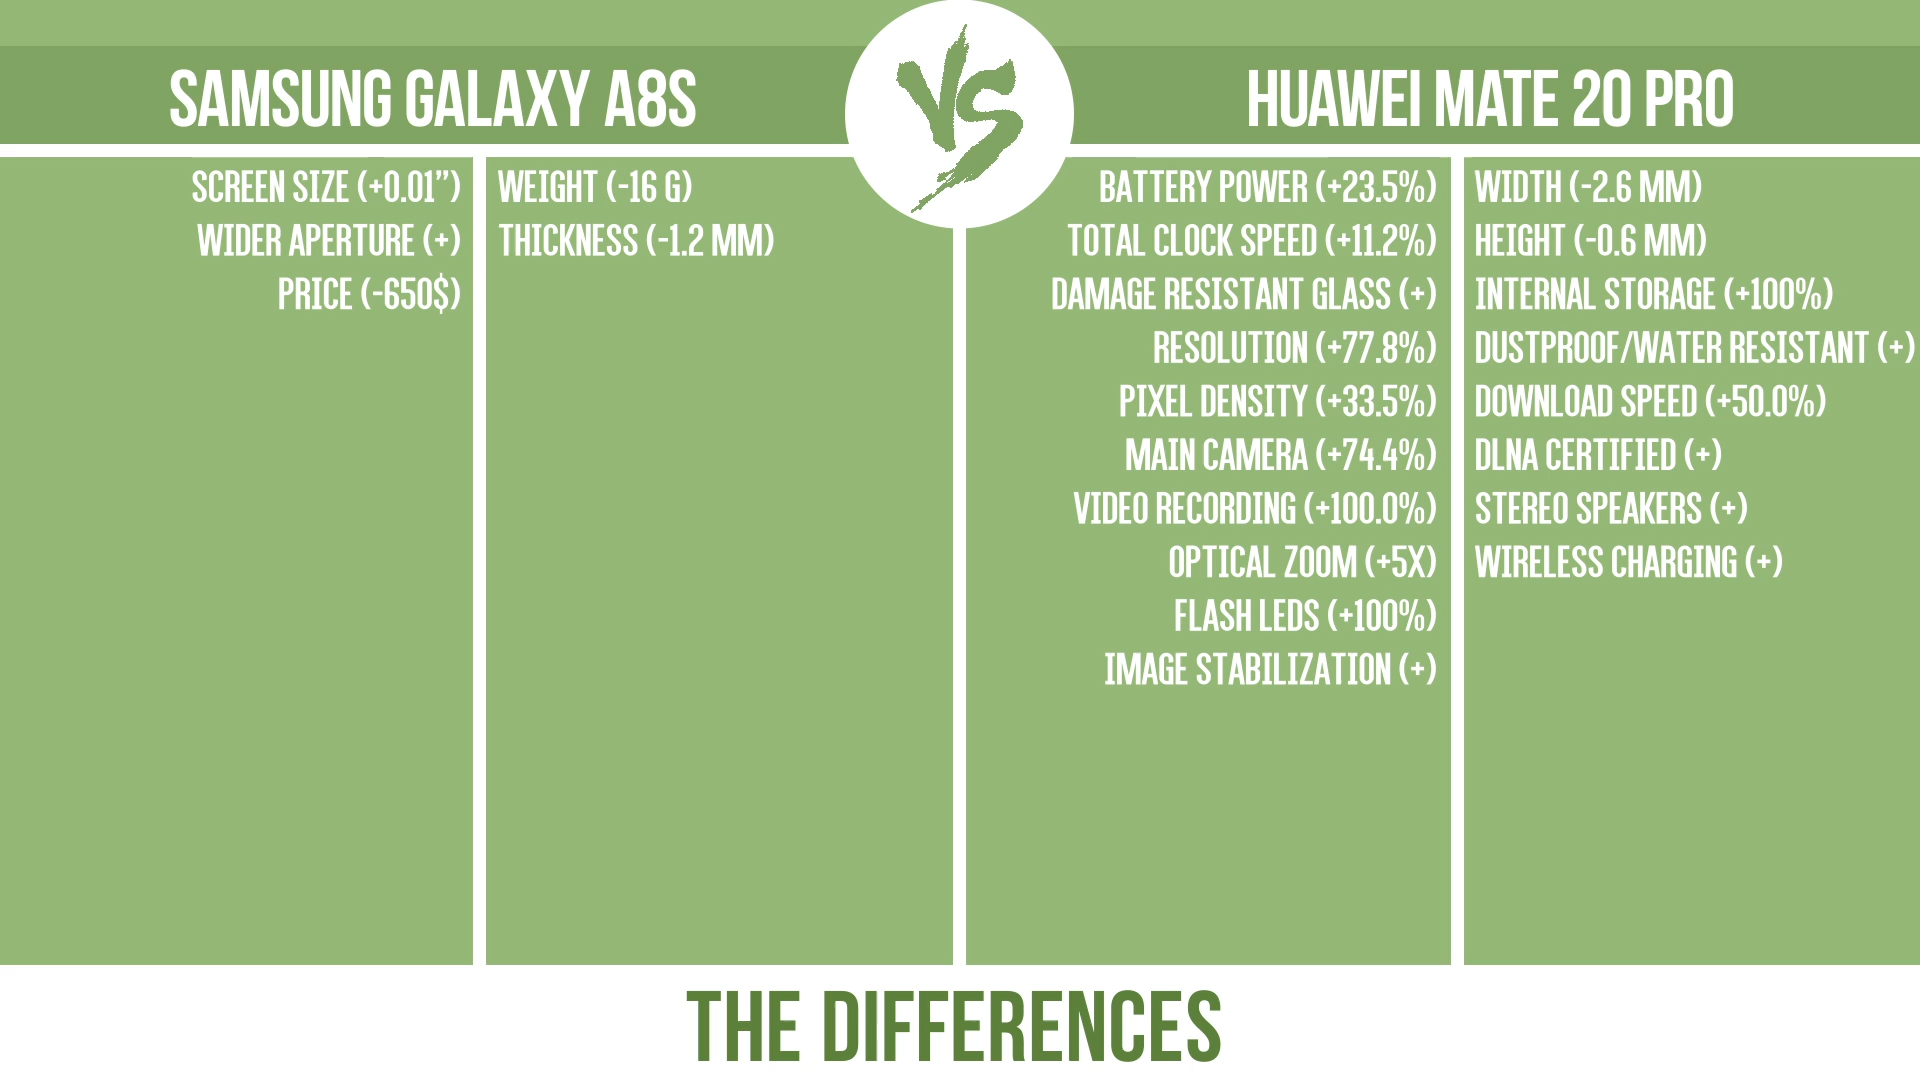 SAMSUNG GALAXY A8S
VS
HUAWEI MATE 20 PRO
SCREEN SIZE (+0.01”)
WIDER APERTURE (+)
PRICE (-650$)
WEIGHT (-16 G)
THICKNESS (-1.2 MM)
BATTERY POWER (+23.5%)
TOTAL CLOCK SPEED (+11.2%)
DAMAGE RESISTANT GLASS (+)
RESOLUTION (+77.8%)
PIXEL DENSITY (+33.5%)
MAIN CAMERA (+74.4%)
VIDEO RECORDING (+100.0%)
OPTICAL ZOOM (+5X)
FLASH LEDS (+100%)
IMAGE STABILIZATION (+)
WIDTH (-2.6 MM)
HEIGHT (-0.6 MM)
INTERNAL STORAGE (+100%)
DUSTPROOF/WATER RESISTANT (+)
DOWNLOAD SPEED (+50.0%)
DLNA CERTIFIED (+)
STEREO SPEAKERS (+)
WIRELESS CHARGING (+)
THE DIFFERENCES